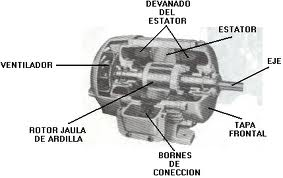 DEVANADO
DEL
ESTATOR
ESTATOR
VENTILADOR
EJE
ROTOR JAULA
DE ARDILLA
TAPA
FRONTAL
BORNES
DE
CONECCION